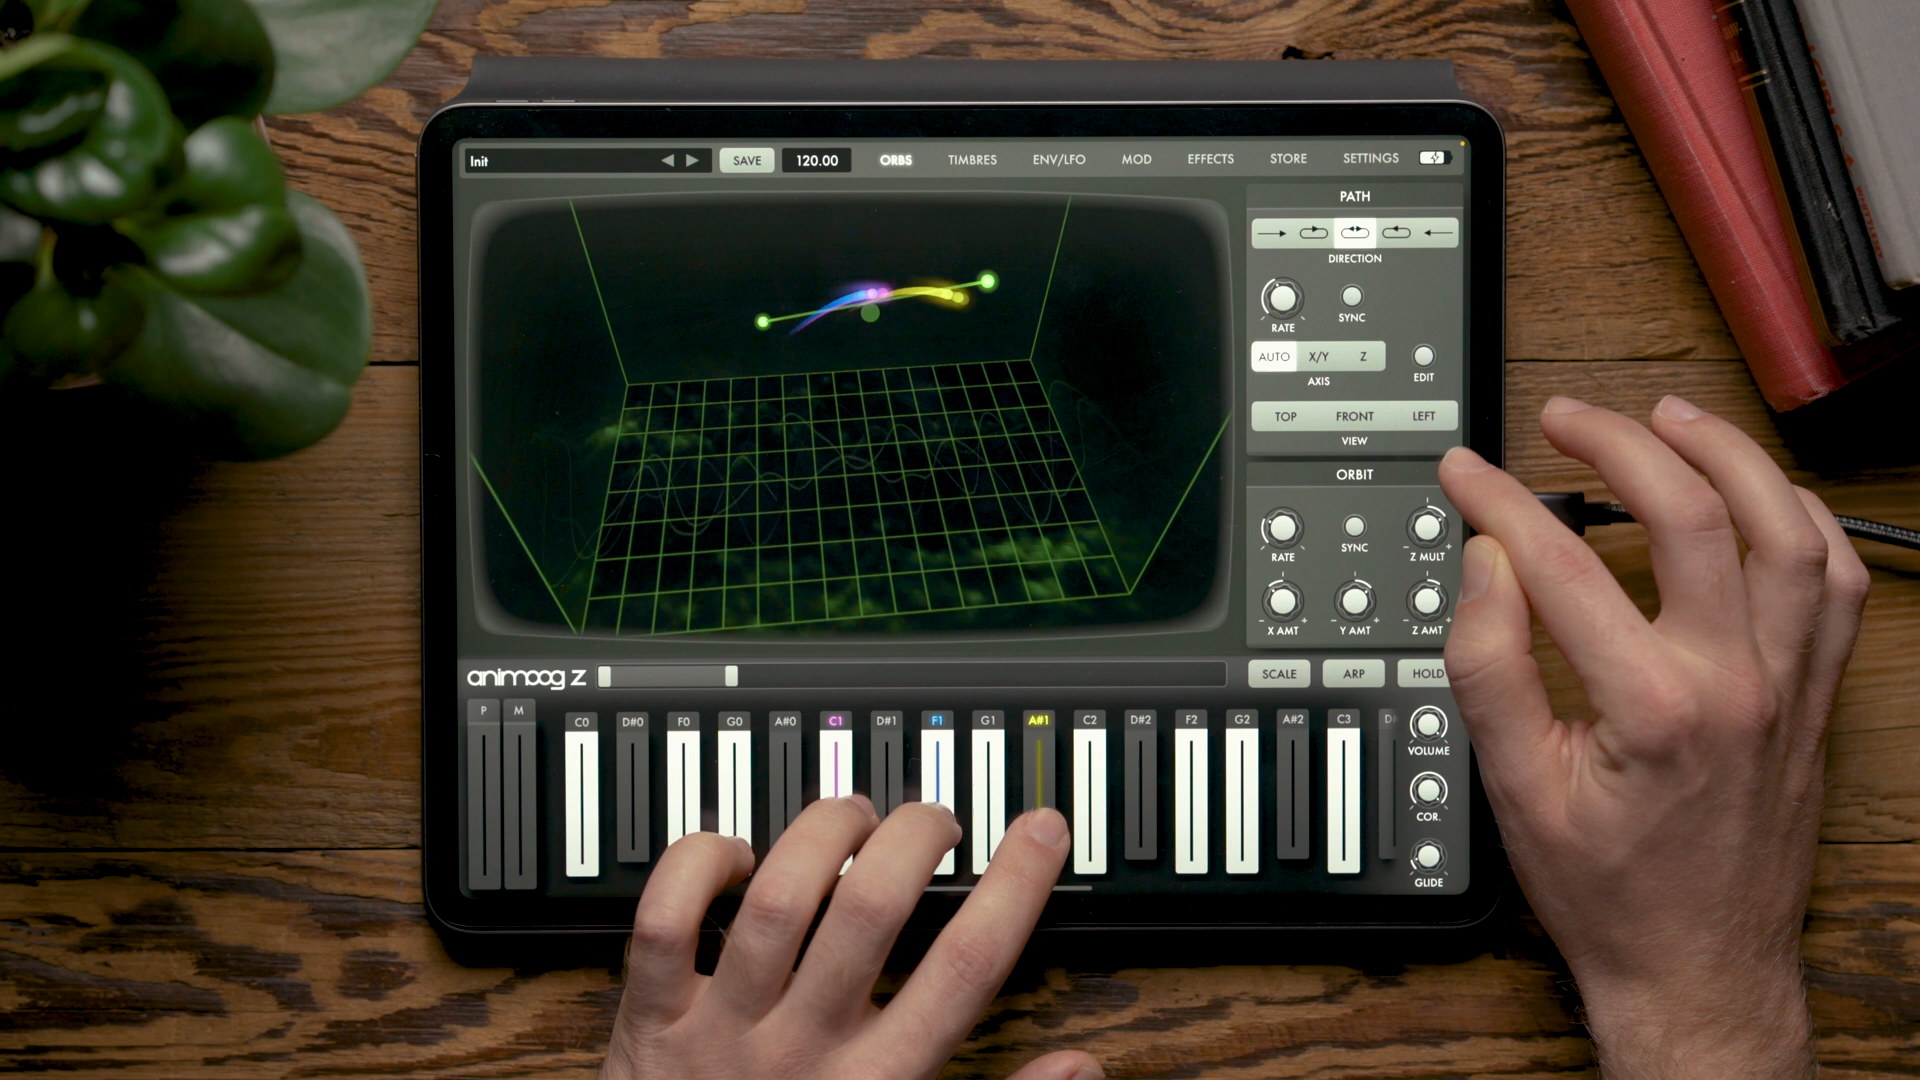 Init
SAVE
120.00
ORBS
TIMBRES
ENV/LFO
MOD
EFFECTS
STORE
SETTINGS
PATH
DIRECTION
RATE
SYNC
AUTO
X/Y
Z
AXIS
EDIT
TOP
FRONT
LEFT
VIEW
ORBIT
RATE
SYNC
- Z MULT +
- X AMT +
- Y AMT +
- Z AMT +
animoog Z
SCALE
ARP
HOLD
P
M
C0
D#0
F0
G0
A#0
C1
D#1
F1
G1
A#1
C2
D#2
F2
G2
A#2
C3
VOLUME
COR.
GLIDE